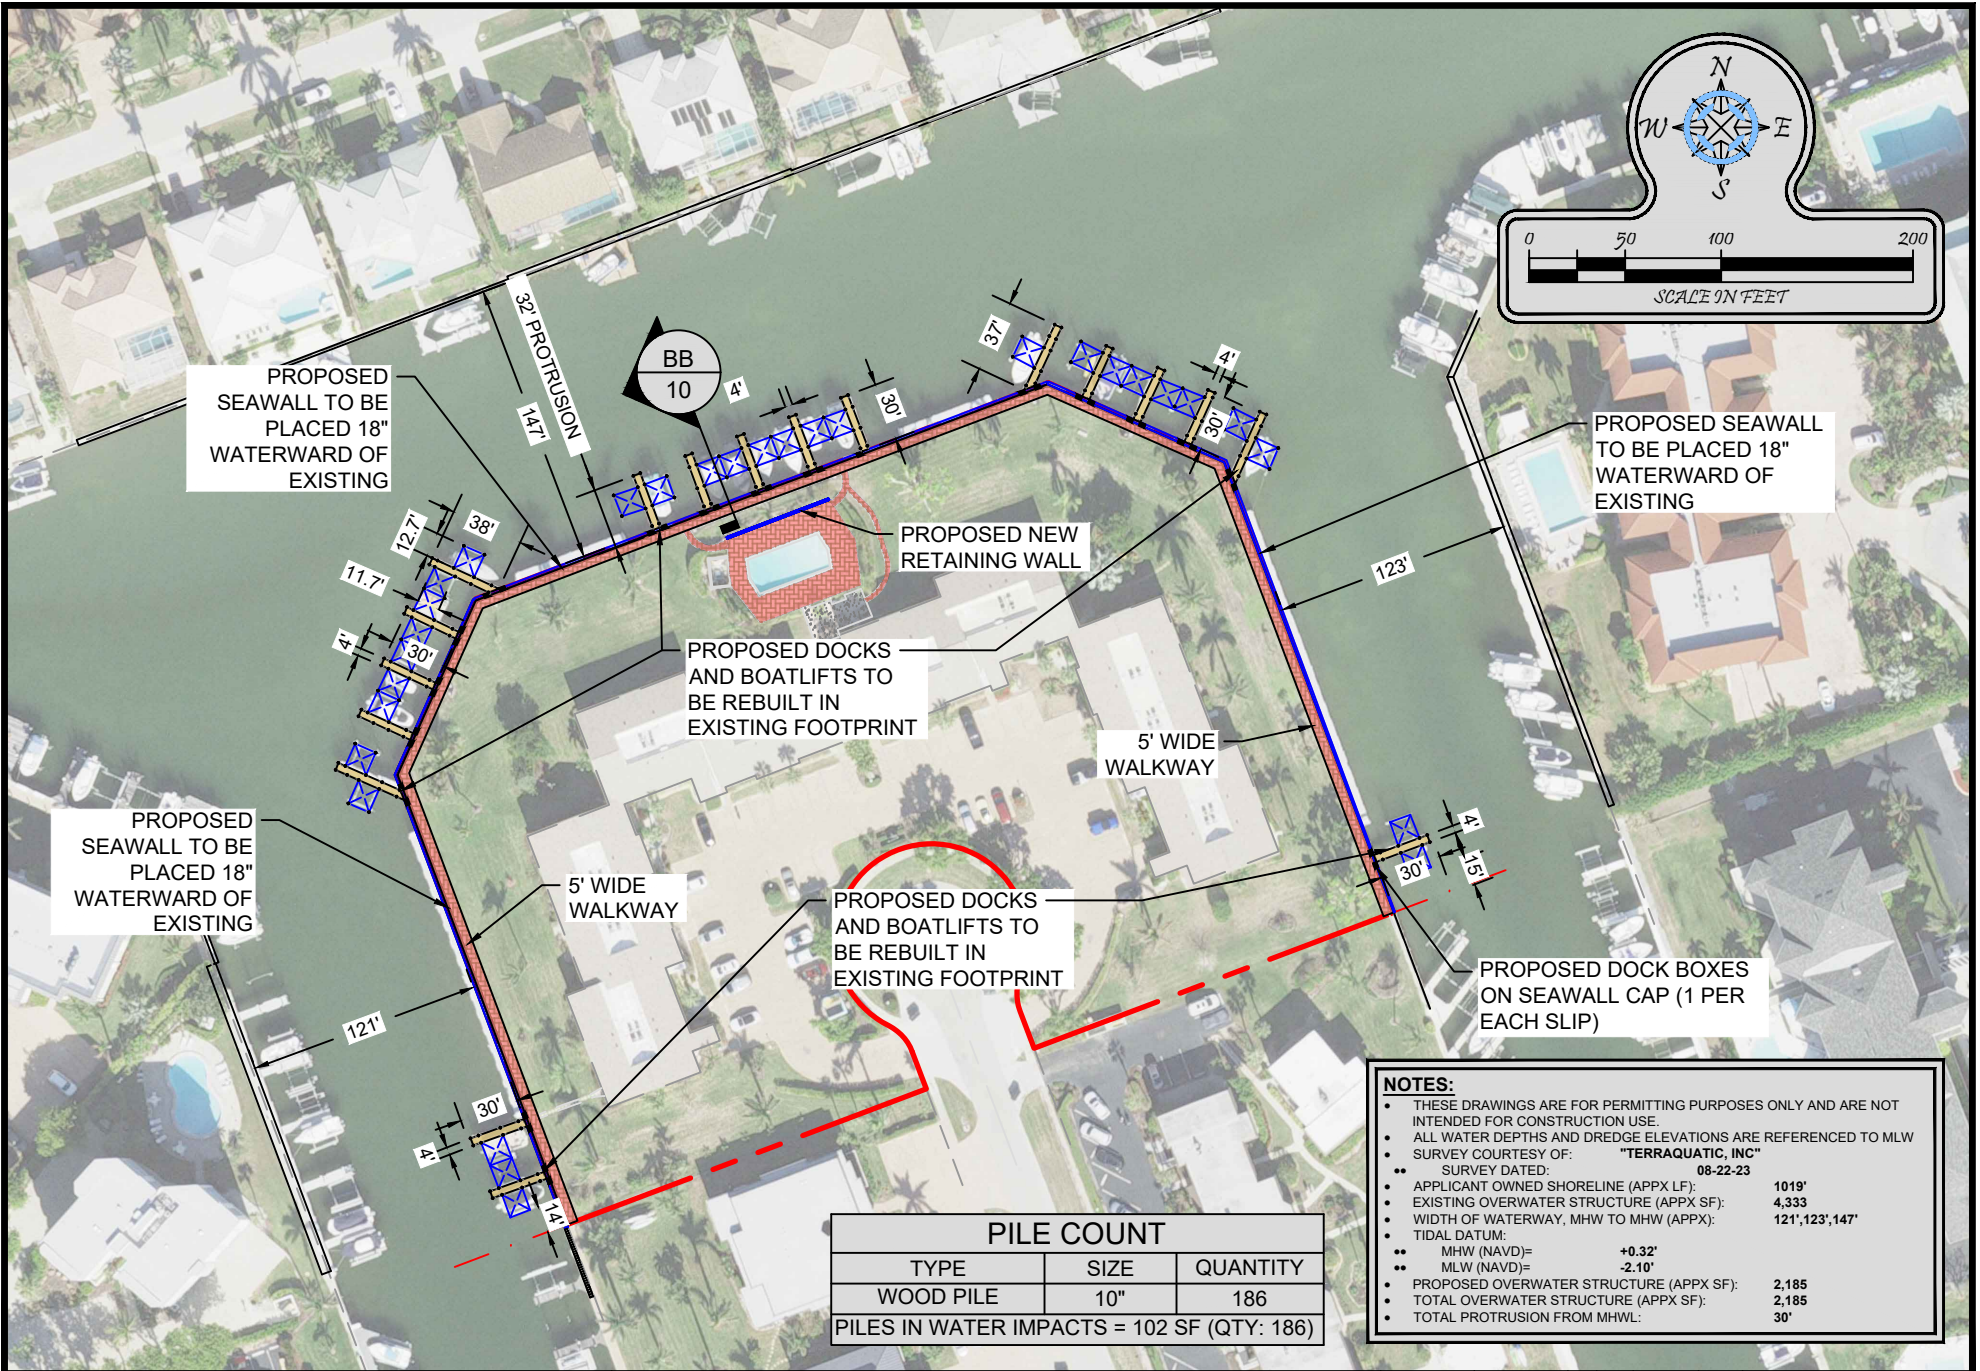 N
W
E
S
0 50 100 200
SCALE IN FEET
32' PROTRUSION
147'
BB
10
4'
30'
37'
4'
30'
PROPOSED
SEAWALL TO BE
PLACED 18"
WATERWARD OF
EXISTING
PROPOSED SEAWALL
TO BE PLACED 18"
WATERWARD OF
EXISTING
12.7'
38'
11.7'
4'
30'
PROPOSED NEW
RETAINING WALL
123'
PROPOSED DOCKS
AND BOATLIFTS TO
BE REBUILT IN
EXISTING FOOTPRINT
5' WIDE
WALKWAY
PROPOSED
SEAWALL TO BE
PLACED 18"
WATERWARD OF
EXISTING
4'
15'
30'
5' WIDE
WALKWAY
PROPOSED DOCKS
AND BOATLIFTS TO
BE REBUILT IN
EXISTING FOOTPRINT
PROPOSED DOCK BOXES
ON SEAWALL CAP (1 PER
EACH SLIP)
121'
30'
4'
14'
PILE COUNT
TYPE SIZE QUANTITY
WOOD PILE 10" 186
PILES IN WATER IMPACTS = 102 SF (QTY: 186)
NOTES:
• THESE DRAWINGS ARE FOR PERMITTING PURPOSES ONLY AND ARE NOT
INTENDED FOR CONSTRUCTION USE.
• ALL WATER DEPTHS AND DREDGE ELEVATIONS ARE REFERENCED TO MLW
• SURVEY COURTESY OF: "TERRAQUATIC, INC"
•• SURVEY DATED: 08-22-23
• APPLICANT OWNED SHORELINE (APPX LF): 1019'
• EXISTING OVERWATER STRUCTURE (APPX SF): 4,333
• WIDTH OF WATERWAY, MHW TO MHW (APPX): 121',123',147'
• TIDAL DATUM:
•• MHW (NAVD)= +0.32'
•• MLW (NAVD)= -2.10'
• PROPOSED OVERWATER STRUCTURE (APPX SF): 2,185
• TOTAL OVERWATER STRUCTURE (APPX SF): 2,185
• TOTAL PROTRUSION FROM MHWL: 30'